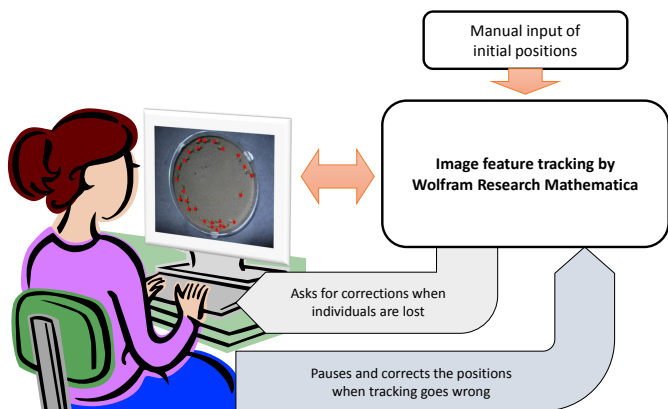 Manual input of
initial positions
Image feature tracking by
Wolfram Research Mathematica
Asks for corrections when
individuals are lost
Pauses and corrects the positions
when tracking goes wrong